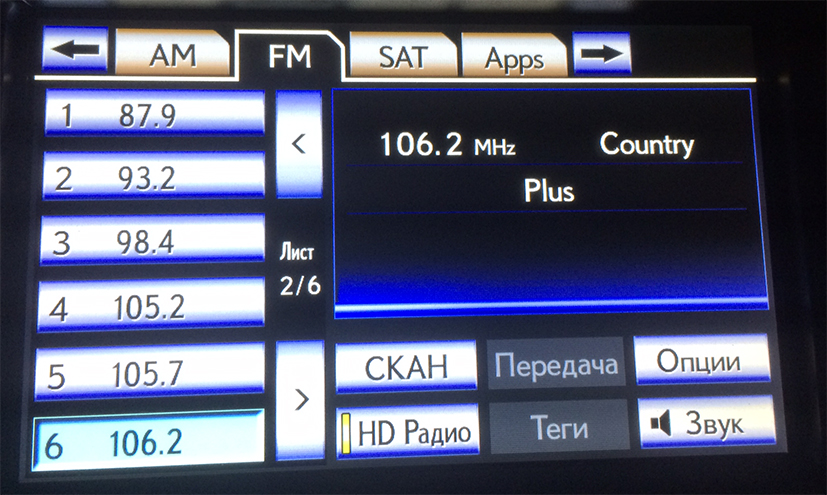 AM FM SAT Apps
1 87.9
2 93.2
3 98.4
4 105.2
5 105.7
6 106.2
<
Лист
2/6
>
106.2 MHz Country
Plus
СКАН Передача Опции
HD Радио Теги Звук